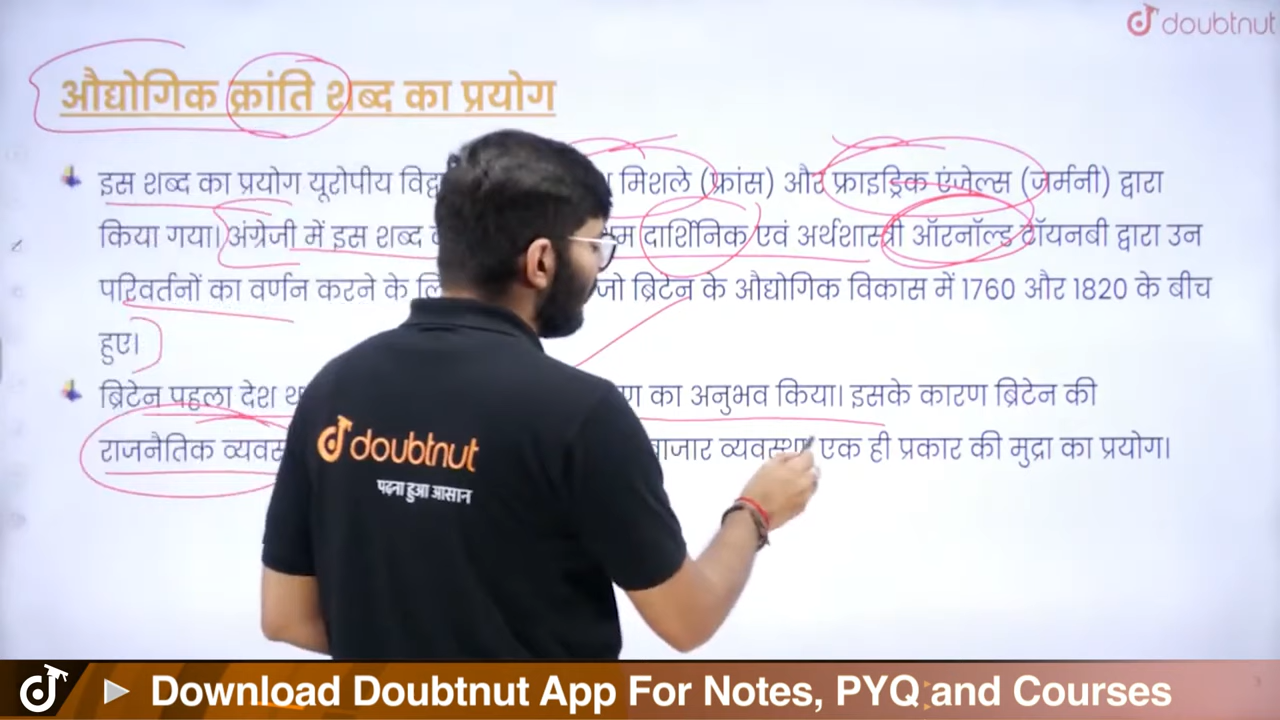 doubtnut
औद्योगिक क्रांति शब्द का प्रयोग
इस शब्द का प्रयोग यूरोपीय मिशले (फ्रांस) और फ्राइड्रिक एंजेल्स (जर्मनी) द्वारा
किया गया। अंग्रेजी में इस शब्द दार्शिनिक एवं अर्थशास्त्री ऑरनॉल्ड टॉयनबी द्वारा उन
परिवर्तनों का वर्णन करने के जो ब्रिटेन के औद्योगिक विकास में 1760 और 1820 के बीच
हुए।
ब्रिटेन पहला देश का अनुभव किया। इसके कारण ब्रिटेन की
राजनैतिक बाजार व्यवस्था एक ही प्रकार की मुद्रा का प्रयोग।
doubtnut
पढ़ना हुआ आसान
Download Doubtnut App For Notes, PYQ and Courses